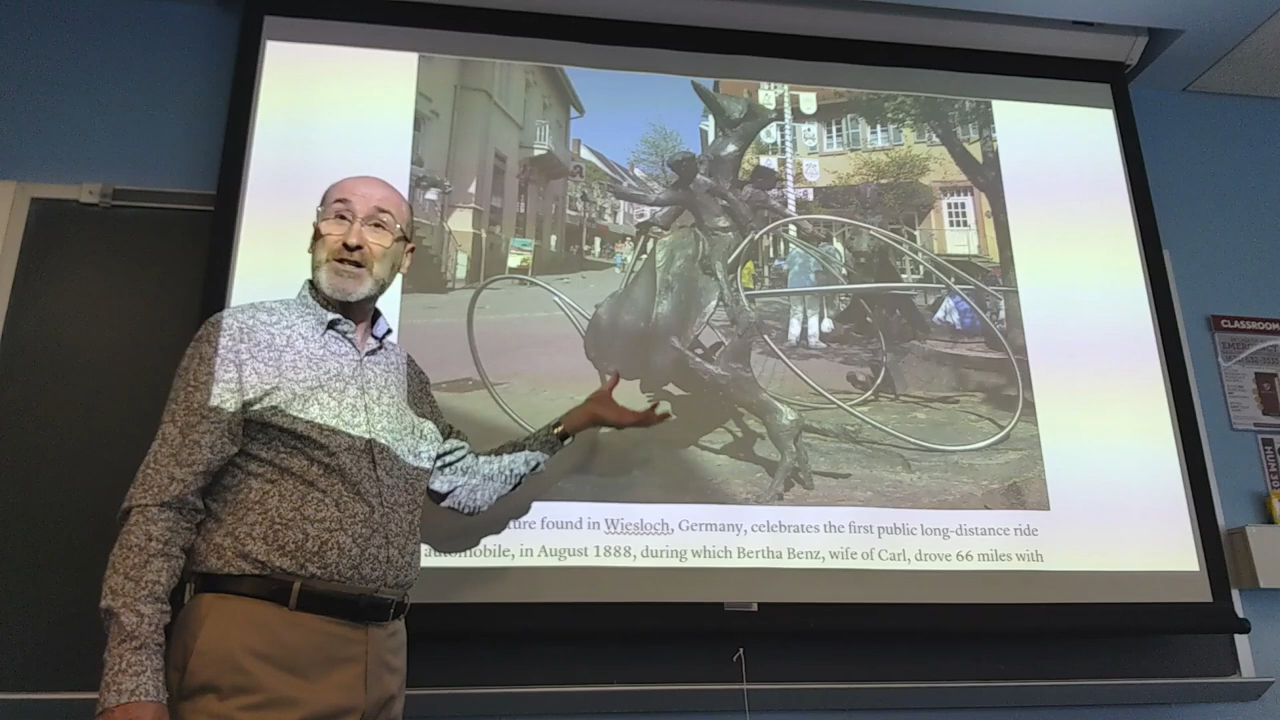 ture found in Wiesloch, Germany, celebrates the first public long-distance ride
automobile, in August 1888, during which Bertha Benz, wife of Carl, drove 66 miles with
CLASSROOM